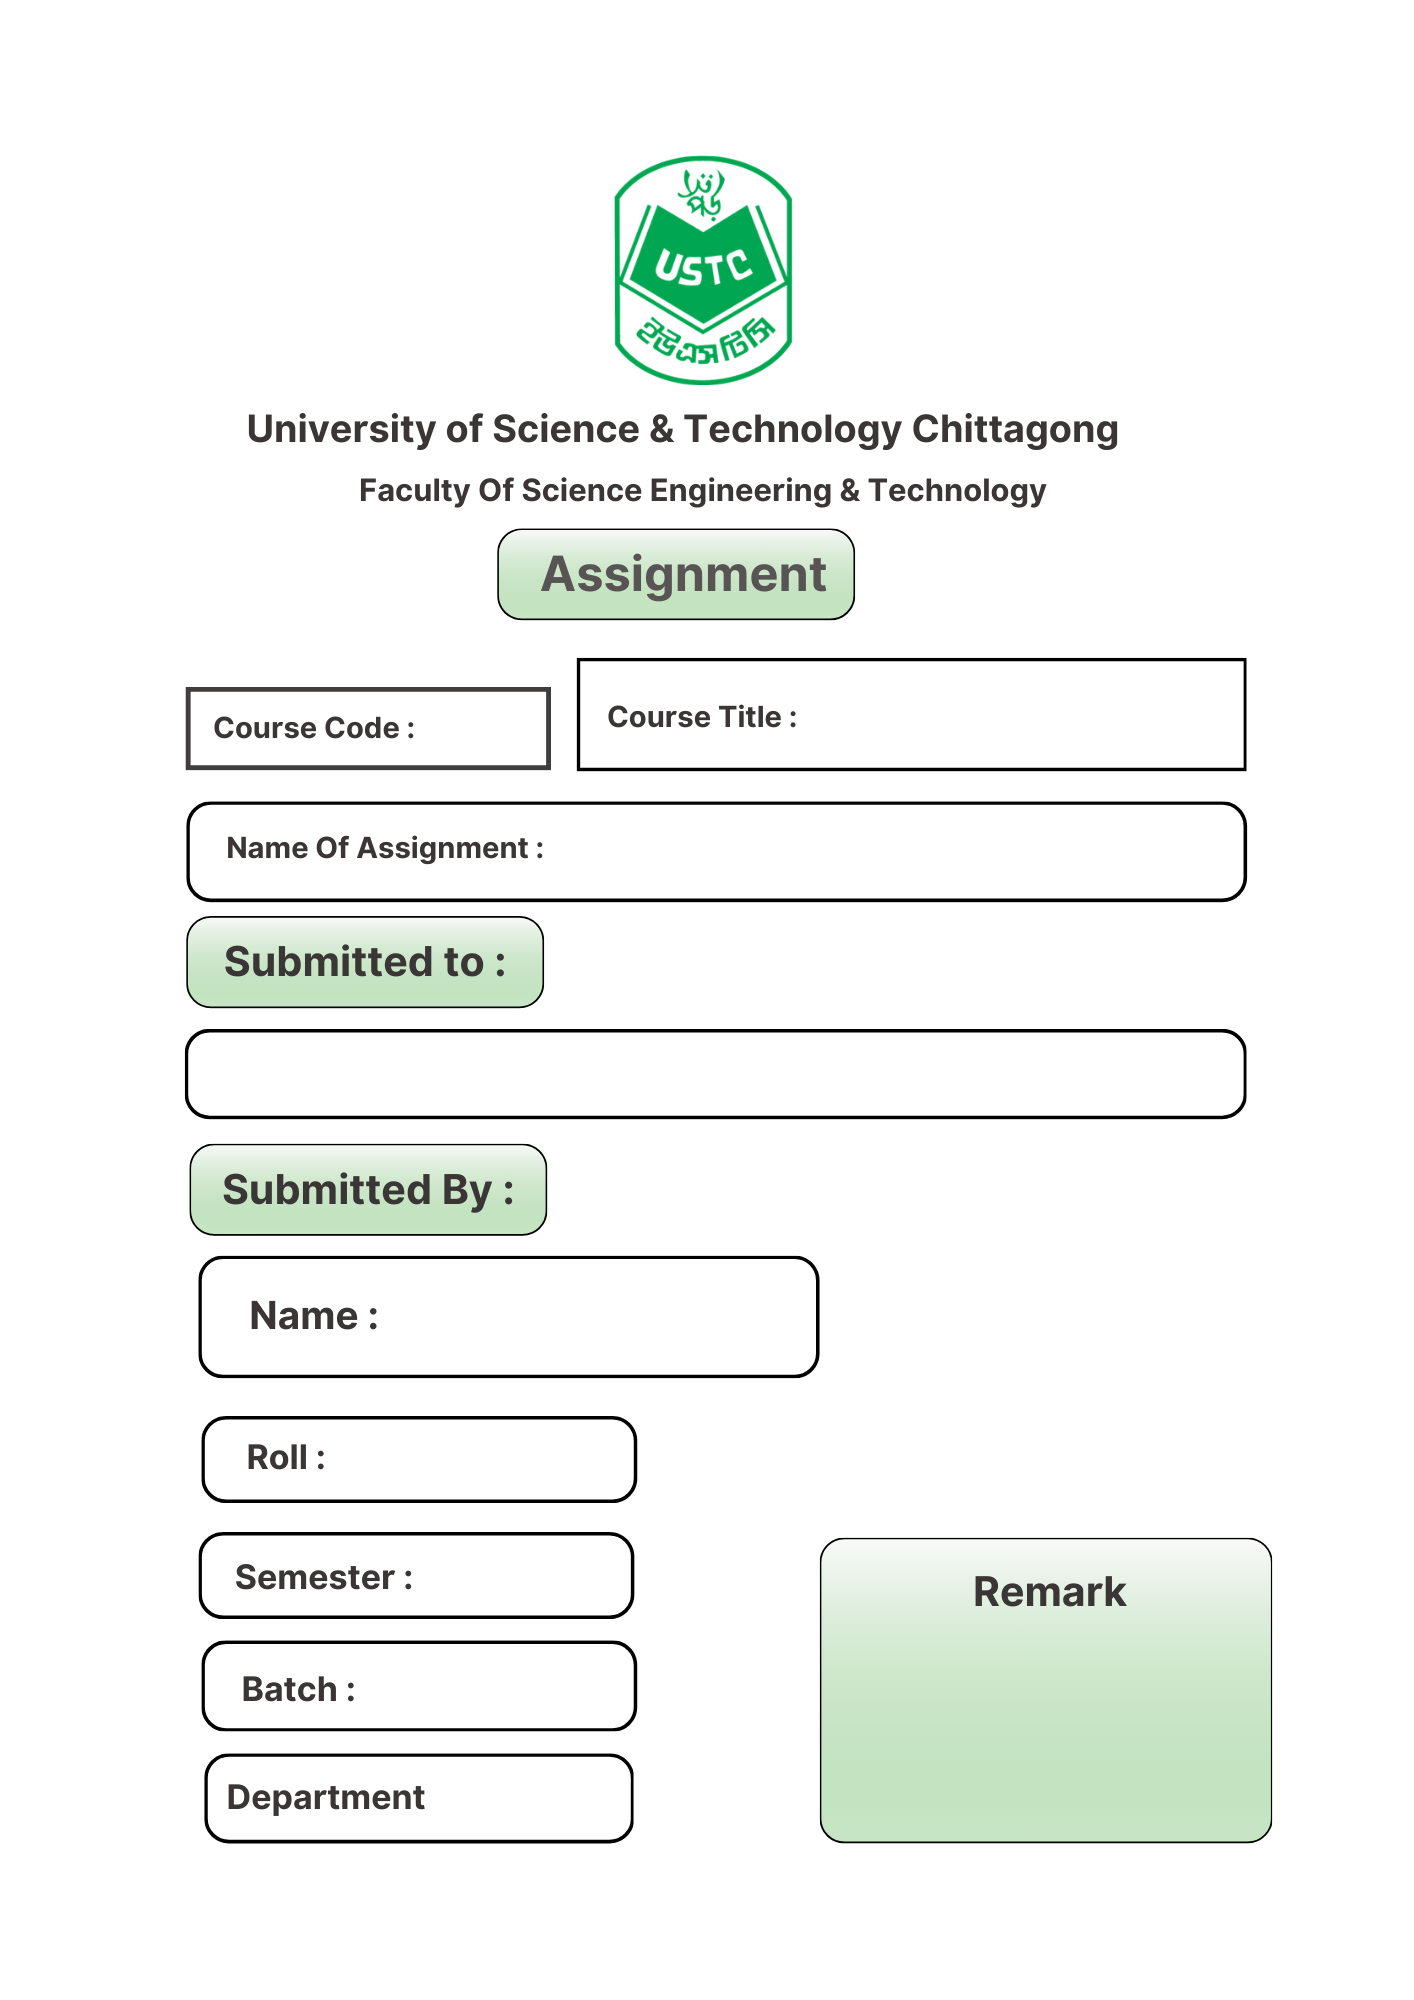 USTC
ইউএসটিসি
University of Science & Technology Chittagong
Faculty Of Science Engineering & Technology
Assignment
Course Code :
Course Title :
Name Of Assignment :
Submitted to :
Submitted By :
Name :
Roll :
Semester :
Remark
Batch :
Department